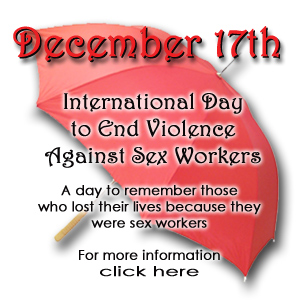 December 17th
International Day
to End Violence
Against Sex Workers
A day to remember those
who lost their lives because they
were sex workers
For more information
click here